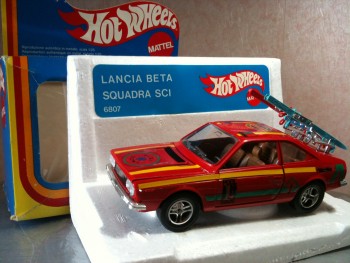 Hot Wheels
MATTEL
LANCIA BETA
SQUADRA SCI
6807
Hot Wheels